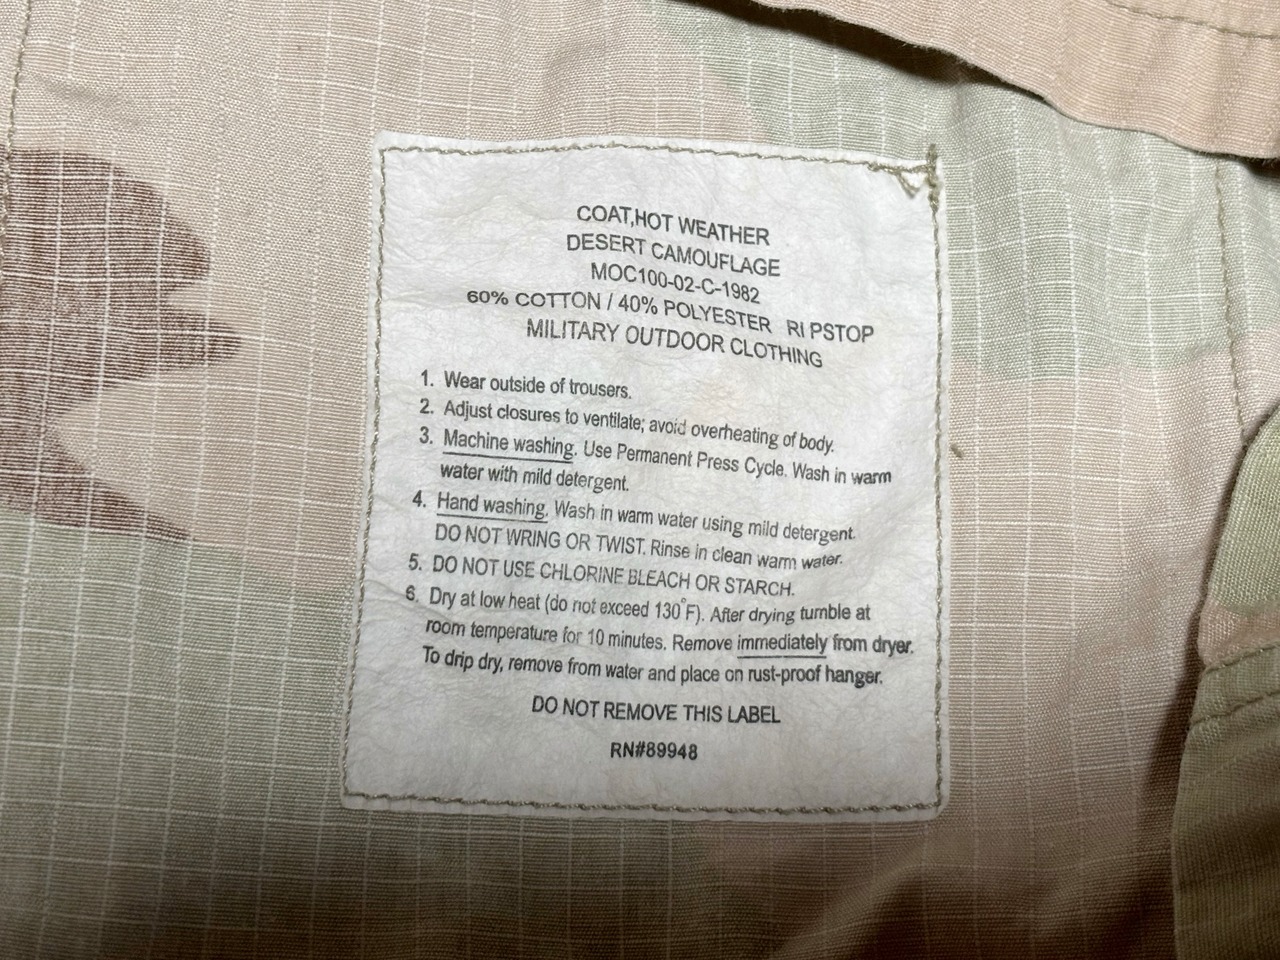 COAT,HOT WEATHER
DESERT CAMOUFLAGE
MOC100-02-C-1982
60% COTTON / 40% POLYESTER RI PSTOP
MILITARY OUTDOOR CLOTHING
1. Wear outside of trousers.
2. Adjust closures to ventilate; avoid overheating of body.
3. Machine washing. Use Permanent Press Cycle. Wash in warm
water with mild detergent.
4. Hand washing. Wash in warm water using mild detergent.
DO NOT WRING OR TWIST. Rinse in clean warm water.
5. DO NOT USE CHLORINE BLEACH OR STARCH.
6. Dry at low heat (do not exceed 130°F). After drying tumble at
room temperature for 10 minutes. Remove immediately from dryer.
To drip dry, remove from water and place on rust-proof hanger.
DO NOT REMOVE THIS LABEL
RN#89948